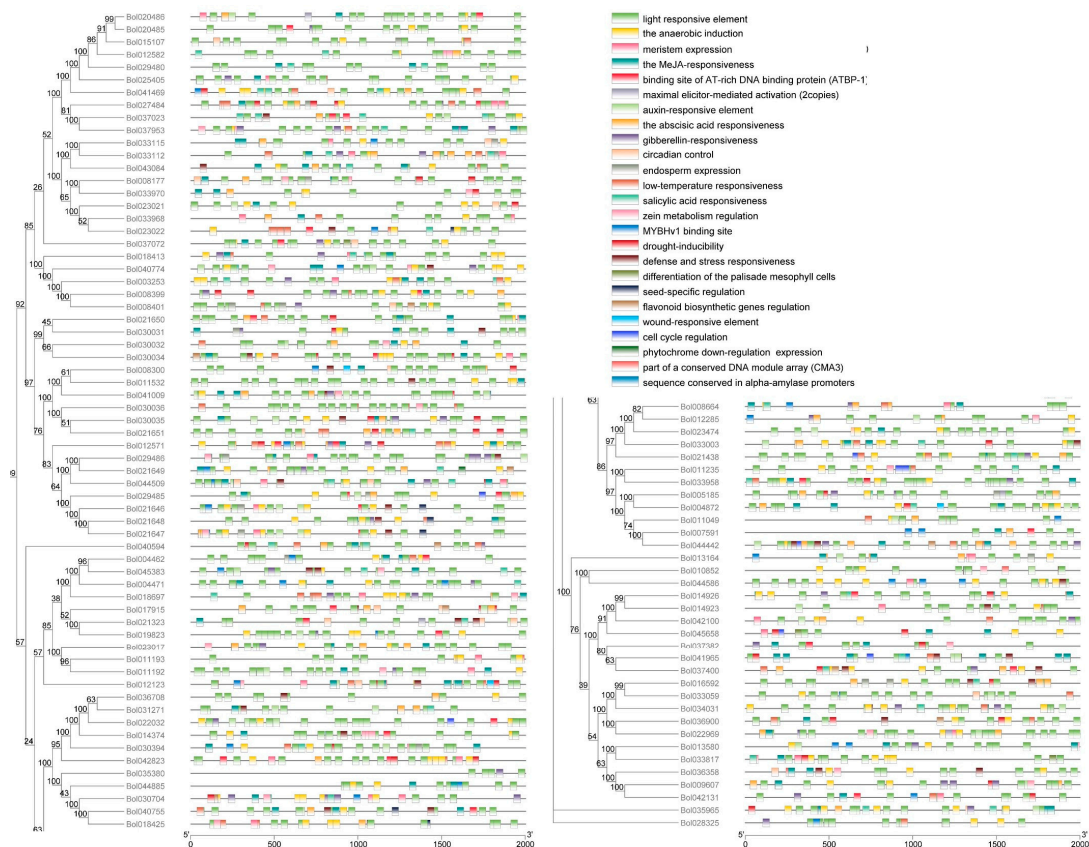 Bol020486
Bol020485
Bol015107
Bol012582
Bol029480
Bol025405
Bol041469
Bol027484
Bol037023
Bol037953
Bol033115
Bol033112
Bol043084
Bol008177
Bol033970
Bol023021
Bol033968
Bol023022
Bol037072
Bol018413
Bol040774
Bol003253
Bol008399
Bol008401
Bol021650
Bol030031
Bol030032
Bol030034
Bol008300
Bol011532
Bol041009
Bol030036
Bol030035
Bol021651
Bol012571
Bol029486
Bol021649
Bol044509
Bol029485
Bol021646
Bol021648
Bol021647
Bol040594
Bol004462
Bol045383
Bol004471
Bol018697
Bol017915
Bol021323
Bol019823
Bol023017
Bol011193
Bol011192
Bol012123
Bol036708
Bol031271
Bol022032
Bol014374
Bol030394
Bol042823
Bol035380
Bol044885
Bol030704
Bol040755
Bol018425
5' 3'
0 500 1000 1500 2000
light responsive element
the anaerobic induction
meristem expression
the MeJA-responsiveness
binding site of AT-rich DNA binding protein (ATBP-1)
maximal elicitor-mediated activation (2copies)
auxin-responsive element
the abscisic acid responsiveness
gibberellin-responsiveness
circadian control
endosperm expression
low-temperature responsiveness
salicylic acid responsiveness
zein metabolism regulation
MYBHv1 binding site
drought-inducibility
defense and stress responsiveness
differentiation of the palisade mesophyll cells
seed-specific regulation
flavonoid biosynthetic genes regulation
wound-responsive element
cell cycle regulation
phytochrome down-regulation expression
part of a conserved DNA module array (CMA3)
sequence conserved in alpha-amylase promoters
Bol008664
Bol012285
Bol023474
Bol033003
Bol021438
Bol011235
Bol033958
Bol005185
Bol004872
Bol011049
Bol007591
Bol044442
Bol013164
Bol010852
Bol044586
Bol014926
Bol014923
Bol042100
Bol045658
Bol037382
Bol041965
Bol037400
Bol016592
Bol033059
Bol034031
Bol036900
Bol022969
Bol013580
Bol033817
Bol036358
Bol009607
Bol042131
Bol035965
Bol028325
5' 3'
0 500 1000 1500 2000